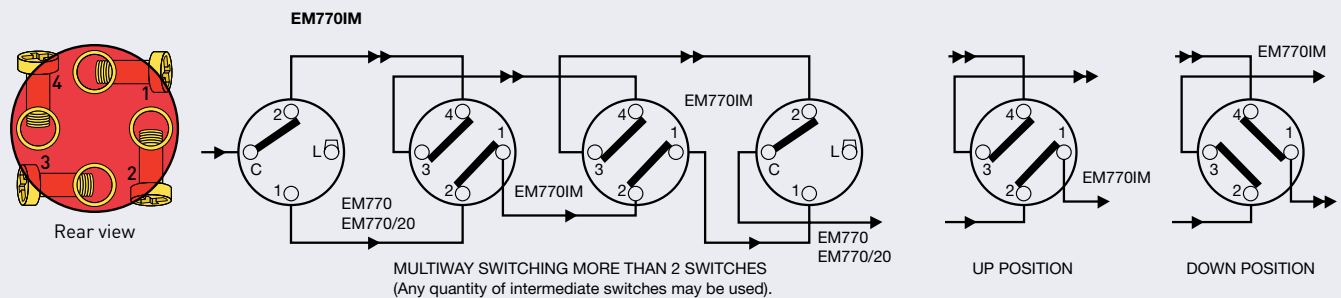 EM770IM
4
1
3
2
Rear view
2
C
L
1
EM770
EM770/20
4
1
3
2
EM770IM
EM770IM
4
1
3
2
2
C
L
1
EM770
EM770/20
MULTIWAY SWITCHING MORE THAN 2 SWITCHES
(Any quantity of intermediate switches may be used).
4
1
3
2
EM770IM
UP POSITION
EM770IM
4
1
3
2
DOWN POSITION